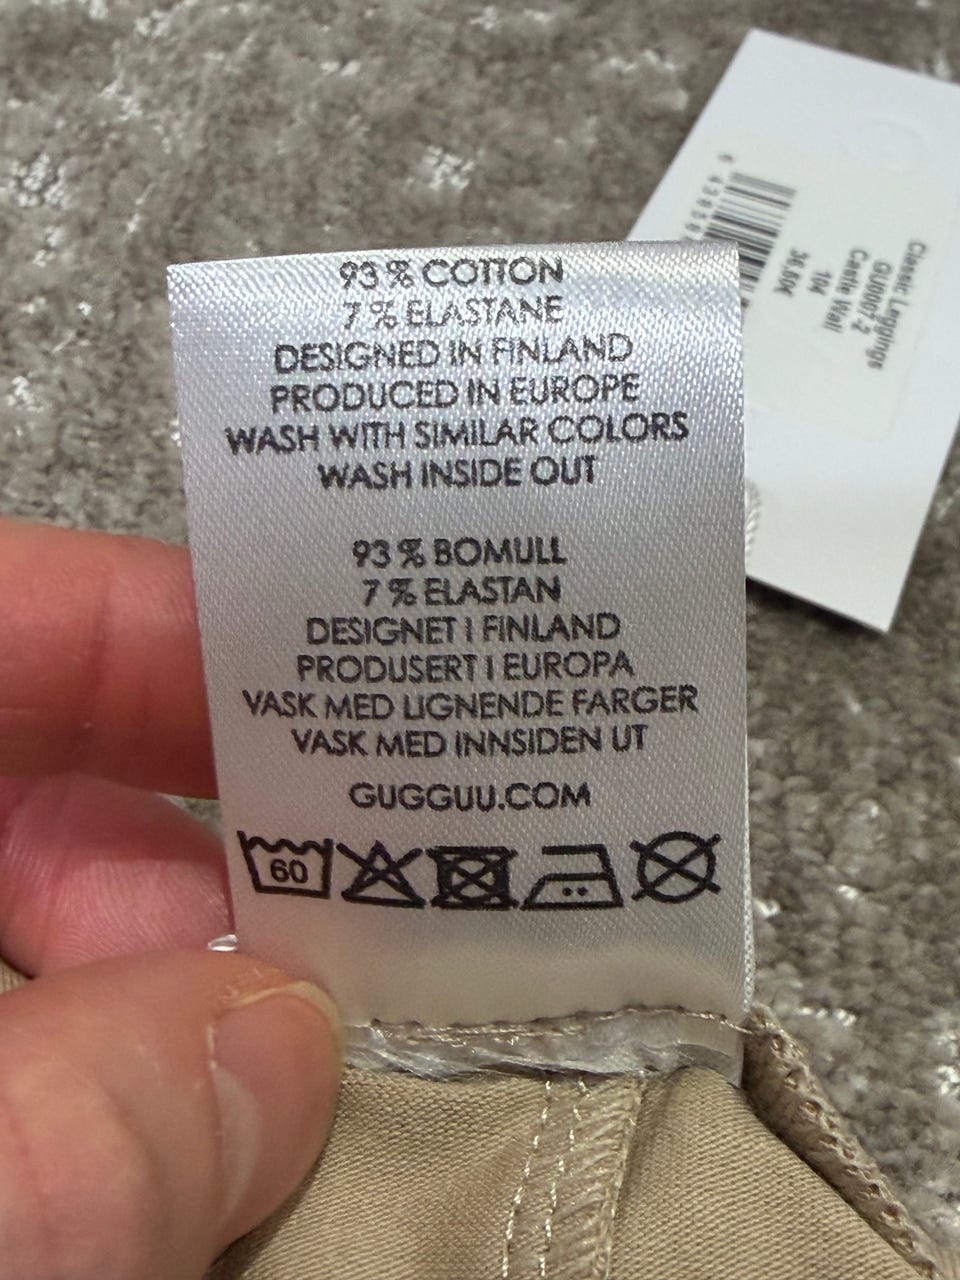 93 % COTTON
7 % ELASTANE
DESIGNED IN FINLAND
PRODUCED IN EUROPE
WASH WITH SIMILAR COLORS
WASH INSIDE OUT
93 % BOMULL
7 % ELASTAN
DESIGNET I FINLAND
PRODUSERT I EUROPA
VASK MED LIGNENDE FARGER
VASK MED INNSIDEN UT
GUGGUU.COM
60
Classic Leggings
GU0007-2
Castle Wall
104